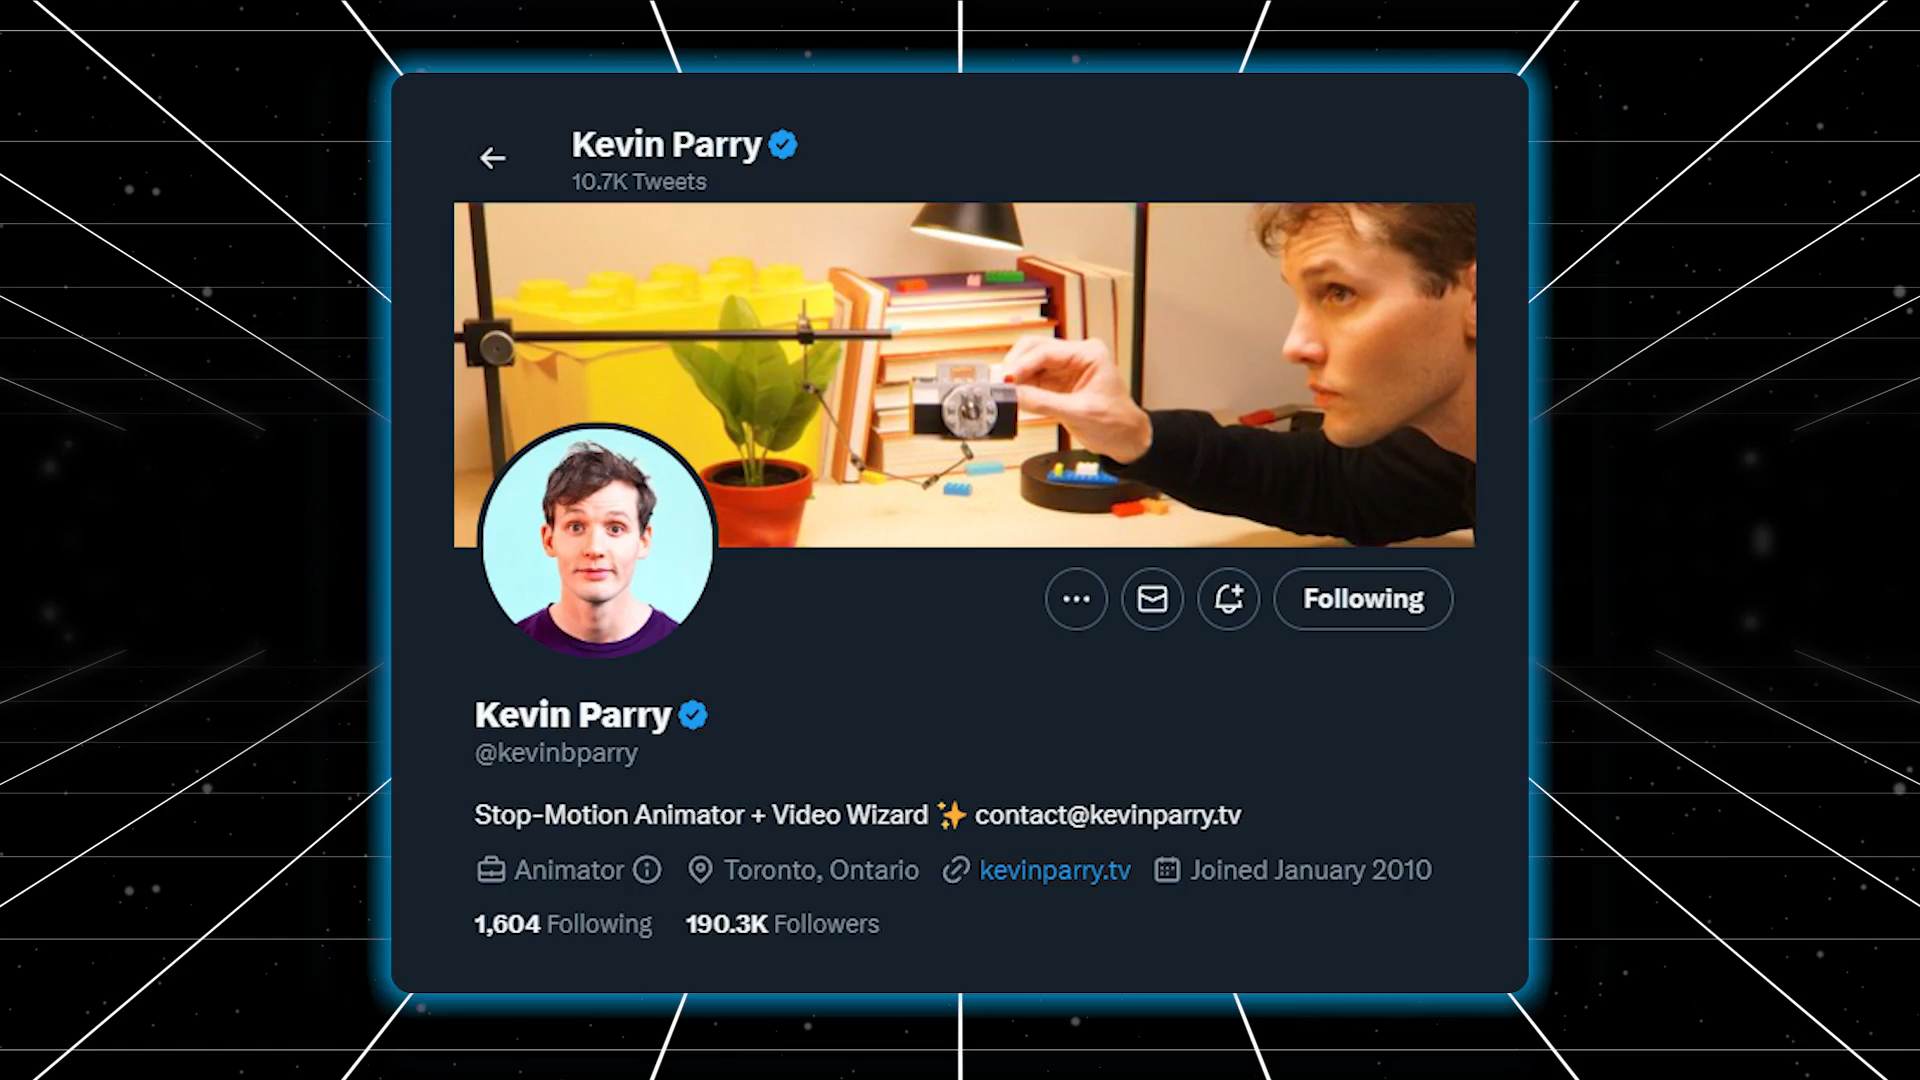 Kevin Parry
10.7K Tweets
Following
Kevin Parry
@kevinbparry
Stop-Motion Animator + Video Wizard ✨ contact@kevinparry.tv
Animator Toronto, Ontario kevinparry.tv Joined January 2010
1,604 Following 190.3K Followers